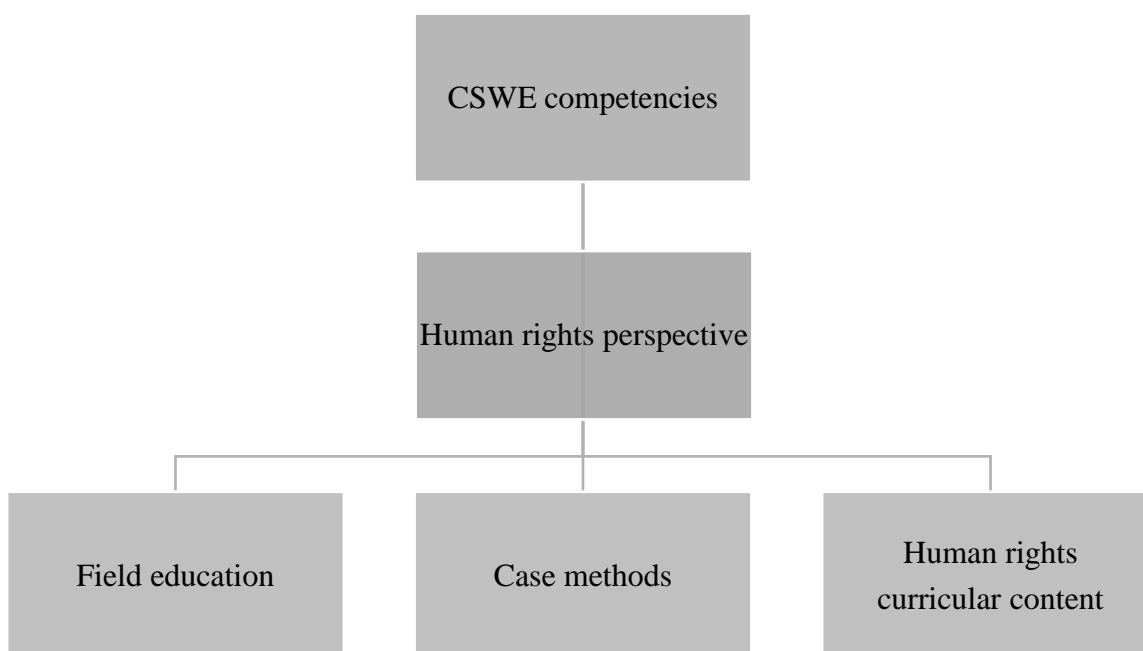 CSWE competencies
Human rights perspective
Field education
Case methods
Human rights
curricular content